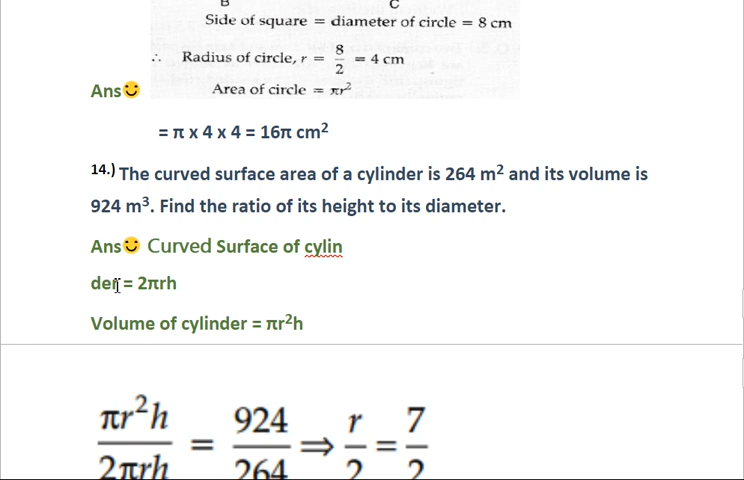 B C
Side of square = diameter of circle = 8 cm
∴ Radius of circle, r = 8/2 = 4 cm
Ans Area of circle = πr²
= π x 4 x 4 = 16π cm²
14.) The curved surface area of a cylinder is 264 m² and its volume is
924 m³. Find the ratio of its height to its diameter.
Ans Curved Surface of cylin
der = 2πrh
Volume of cylinder = πr²h
πr²h/2πrh = 924/264 ⇒ r/2 = 7/2